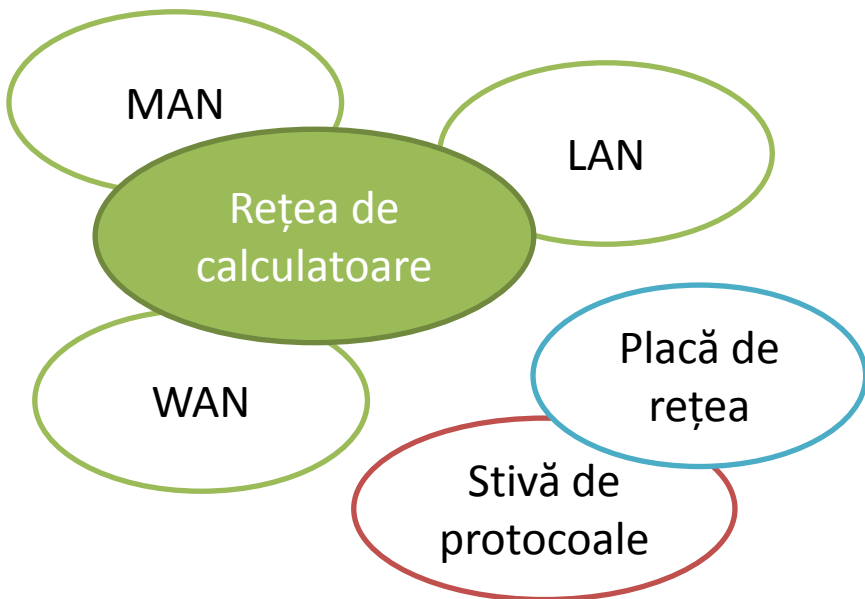 MAN
LAN
Rețea de
calculatoare
Placă de
rețea
WAN
Stivă de
protocoale